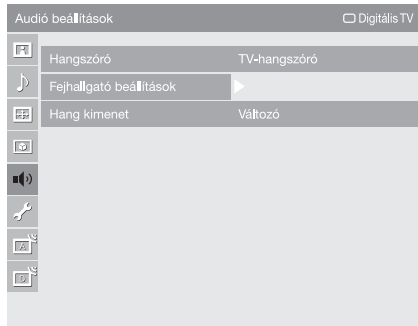 Audió beállítások
Digitális TV
Hangszóró TV-hangszóró
Fejhallgató beállítások
Hang kimenet Változó
A
D